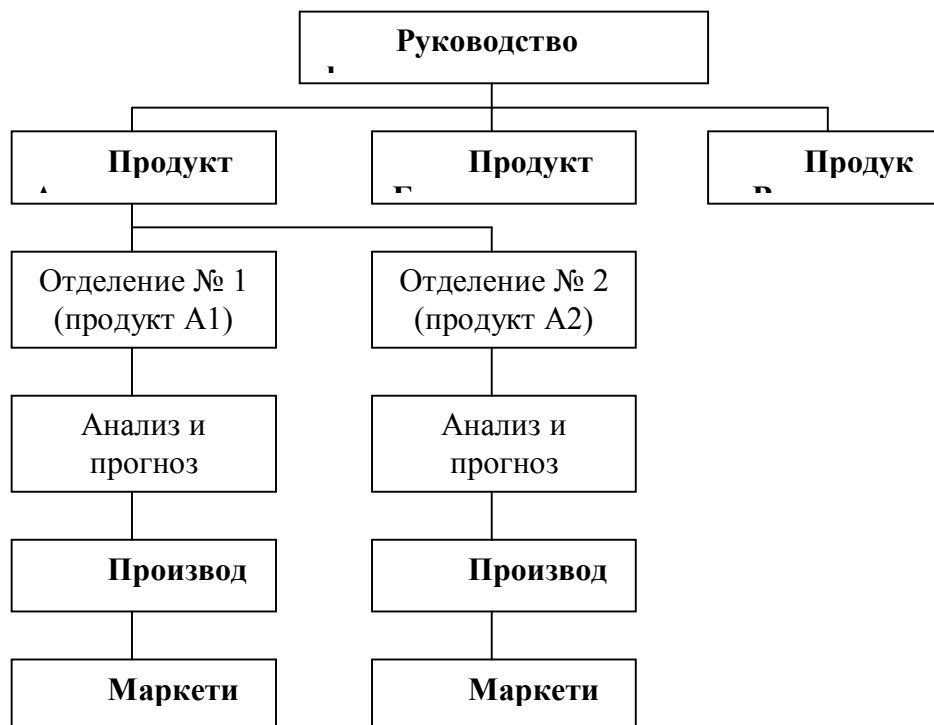 Руководство
Продукт
Продукт
Продук
Отделение № 1
(продукт А1)
Отделение № 2
(продукт А2)
Анализ и
прогноз
Анализ и
прогноз
Производ
Производ
Маркети
Маркети